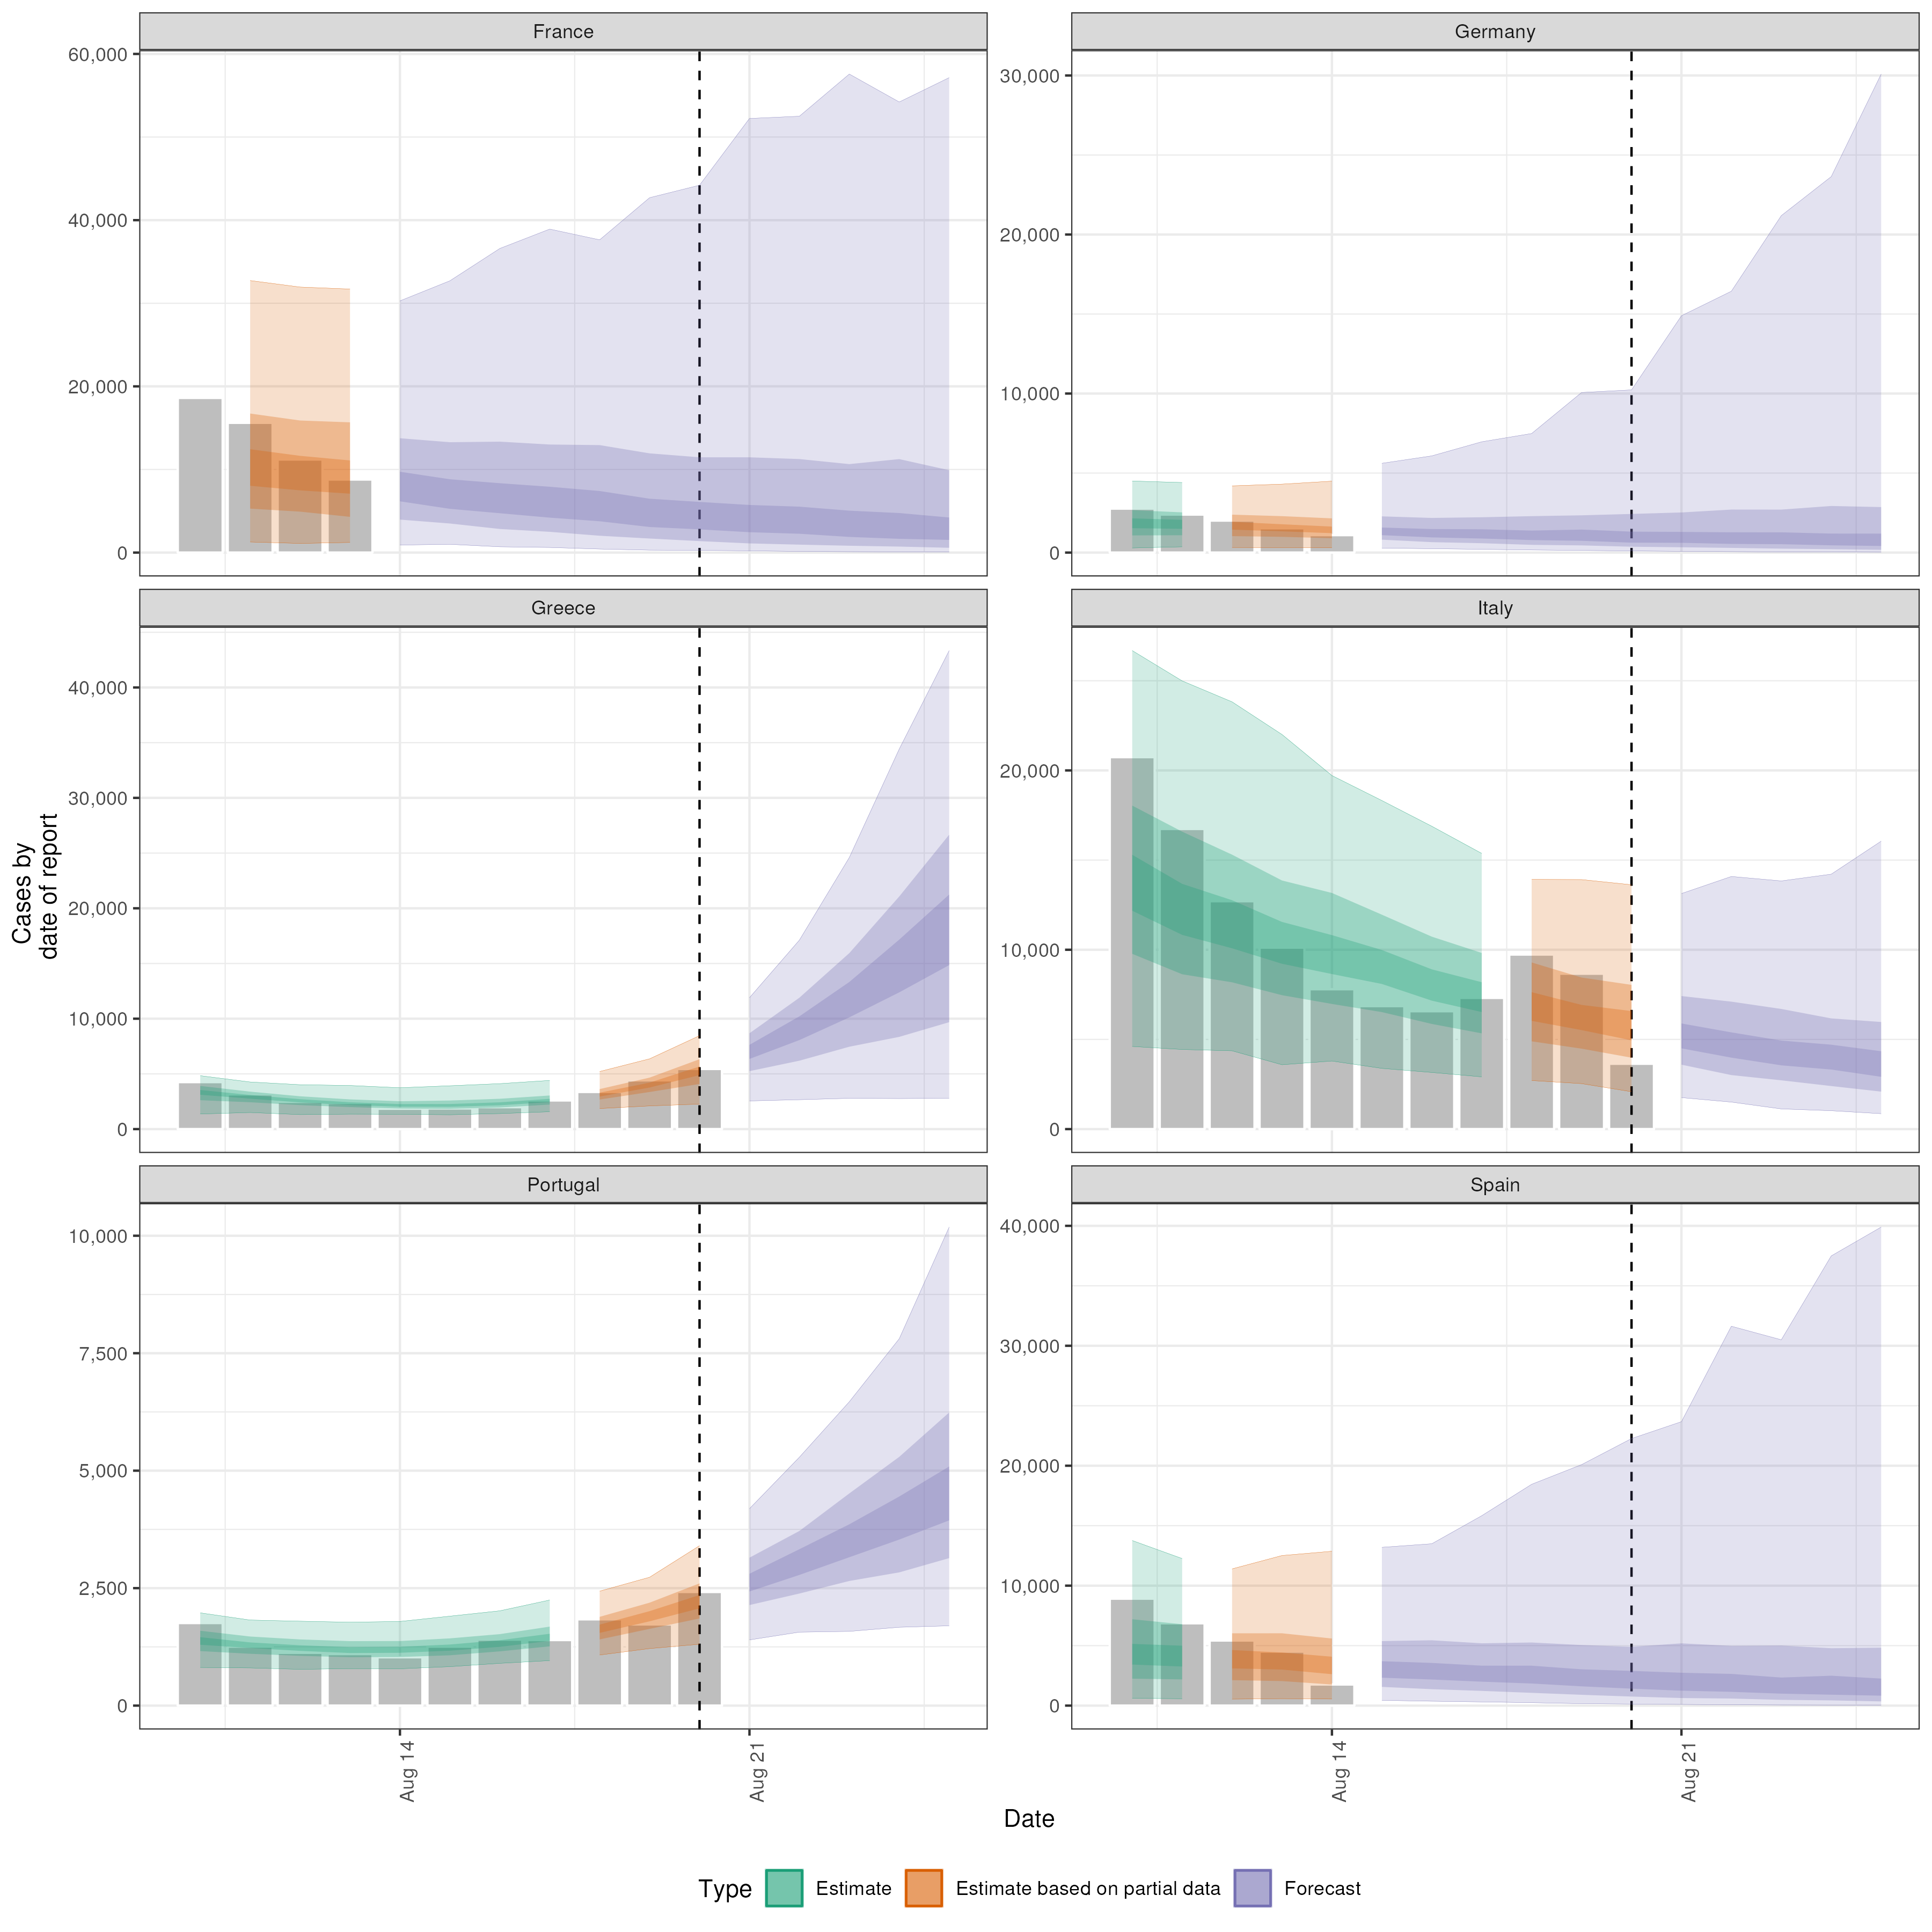 France
Germany
60,000
40,000
20,000
0
30,000
20,000
10,000
0
Greece
Italy
Cases by
date of report
40,000
30,000
20,000
10,000
0
20,000
10,000
0
Portugal
Spain
10,000
7,500
5,000
2,500
0
40,000
30,000
20,000
10,000
0
Aug 14
Aug 21
Aug 14
Aug 21
Date
Type
Estimate
Estimate based on partial data
Forecast